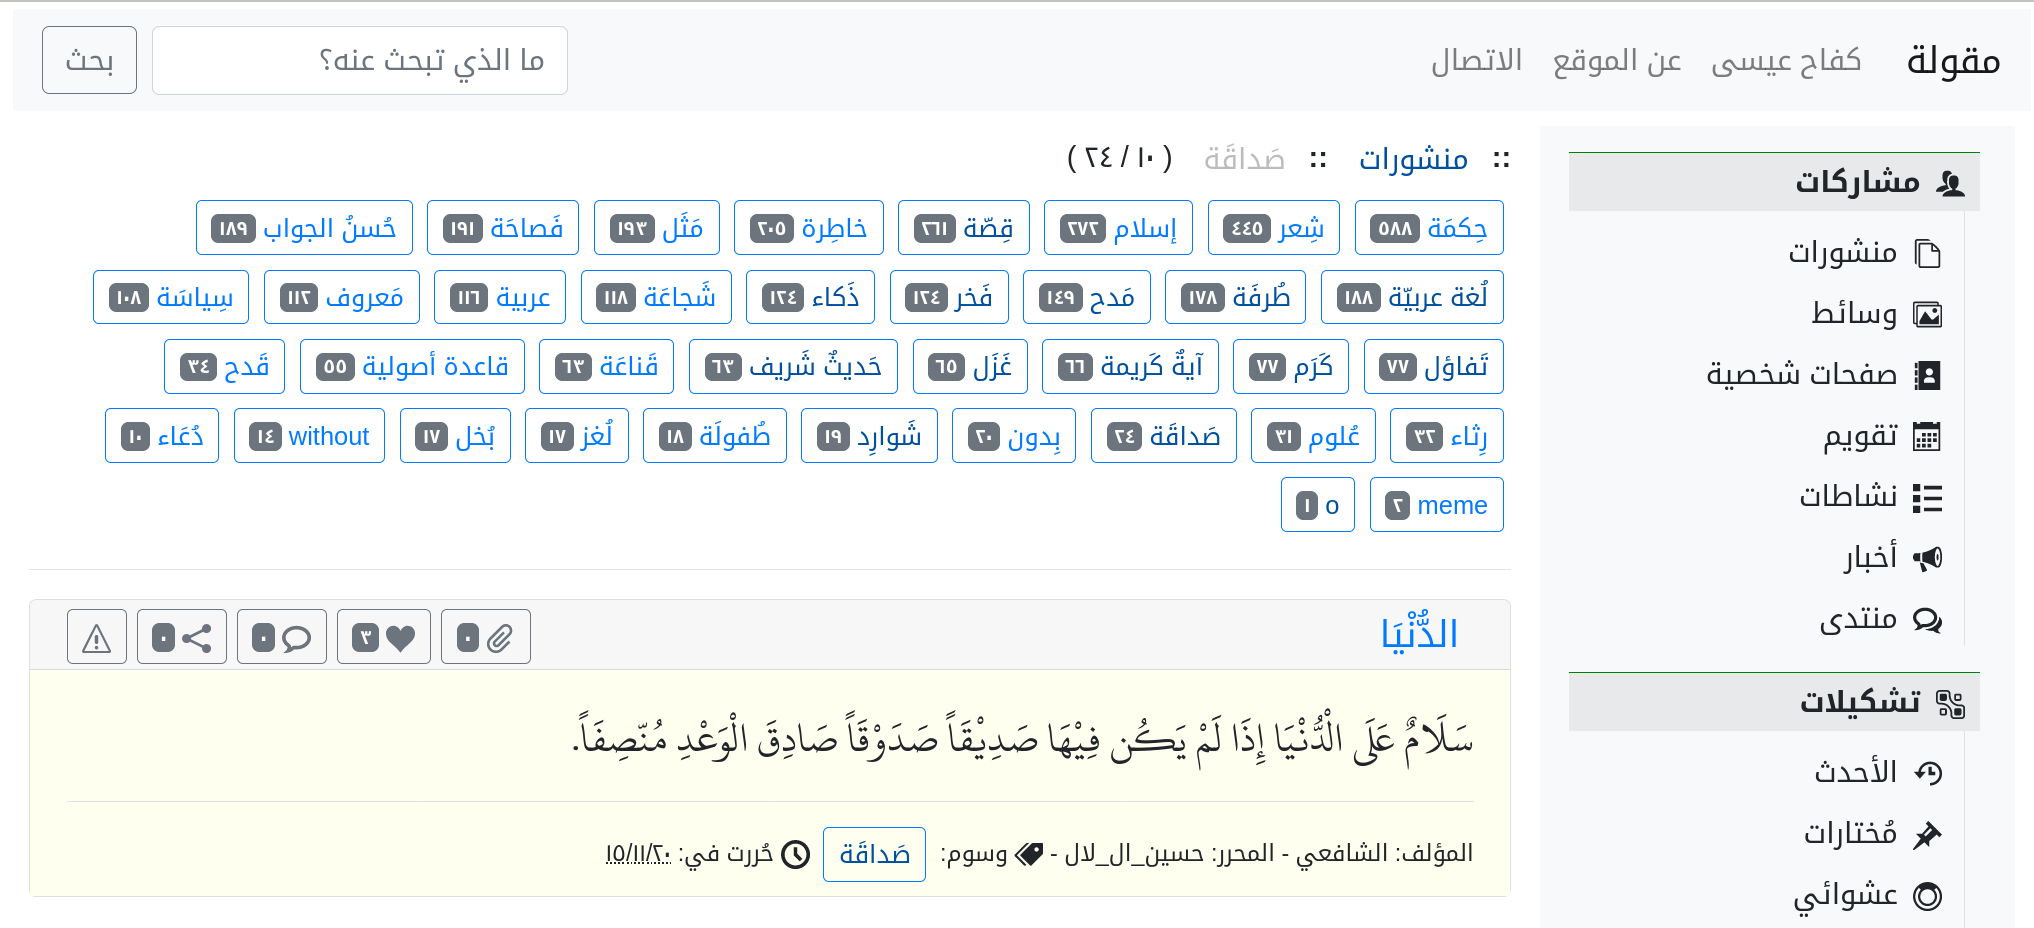 مقولة كفاح عيسى عن الموقع الاتصال ما الذي تبحث عنه؟ بحث
:: منشورات :: صَداقَة ( ١٠ / ٢٤ )
حِكمَة ٥٨٨ شِعر ٤٤٥ إسلام ٢٧٢ قِصّة ٢٦١ خاطِرة ٢٠٥ مَثَل ١٩٣ فَصاحَة ١٩١ حُسنُ الجواب ١٨٩
لُغة عربيّة ١٨٨ طُرفَة ١٧٨ مَدح ١٤٩ فَخر ١٢٤ ذَكاء ١٢٤ شَجاعَة ١١٨ عربية ١١٦ مَعروف ١١٢ سِياسَة ١٠٨
تَفاؤل ٧٧ كَرَم ٧٧ آيةٌ كَريمة ٦٦ غَزَل ٦٥ حَديثٌ شَريف ٦٣ قَناعَة ٦٣ قاعدة أصولية ٥٥ قَدح ٣٤
رِثاء ٣٢ عُلوم ٣١ صَداقَة ٢٤ بِدون ٢٠ شَوارِد ١٩ طُفولَة ١٨ لُغز ١٧ بُخل ١٧ without ١٤ دُعَاء ١٠
meme ٢ o ١
الدُّنْيَا ٠ ٣ ٠ ٠
سَلَامٌ عَلَى الْدُّنْيَا إِذَا لَمْ يَكُن فِيْهَا صَدِيْقَاً صَدَوْقَاً صَادِقَ الْوَعْدِ مُنّصِفَاً.
المؤلف: الشافعي - المحرر: حسين_ال_لال - وسوم: صَداقَة حُررت في: ١٥/١١/٢٠
مشاركات
منشورات
وسائط
صفحات شخصية
تقويم
نشاطات
أخبار
منتدى
تشكيلات
الأحدث
مُختارات
عشوائي